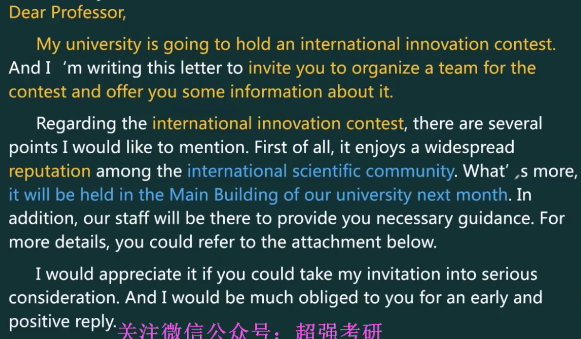 Dear Professor,
My university is going to hold an international innovation contest.
And I ‘m writing this letter to invite you to organize a team for the
contest and offer you some information about it.
Regarding the international innovation contest, there are several
points I would like to mention. First of all, it enjoys a widespread
reputation among the international scientific community. What’ s more,
it will be held in the Main Building of our university next month. In
addition, our staff will be there to provide you necessary guidance. For
more details, you could refer to the attachment below.
I would appreciate it if you could take my invitation into serious
consideration. And I would be much obliged to you for an early and
positive reply.
关注微信公众号：超强考研